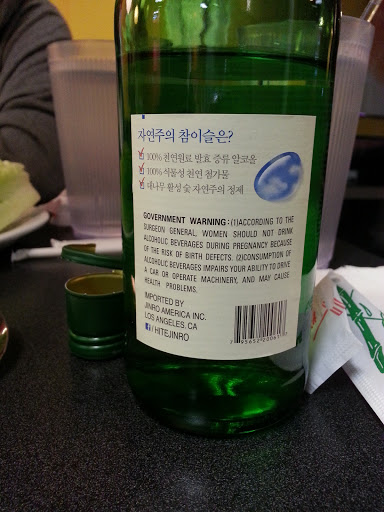 자연주의 참이슬은?
100% 천연원료 발효 증류 알코올
100% 식물성 천연 첨가물
대나무 활성 숯 자연주의 정제
GOVERNMENT WARNING: (1) ACCORDING TO THE
SURGEON GENERAL, WOMEN SHOULD NOT DRINK
ALCOHOLIC BEVERAGES DURING PREGNANCY BECAUSE
OF THE RISK OF BIRTH DEFECTS. (2) CONSUMPTION OF
ALCOHOLIC BEVERAGES IMPAIRS YOUR ABILITY TO DRIVE
A CAR OR OPERATE MACHINERY, AND MAY CAUSE
HEALTH PROBLEMS.
IMPORTED BY
JINRO AMERICA INC.
LOS ANGELES, CA
f / HITEJINRO